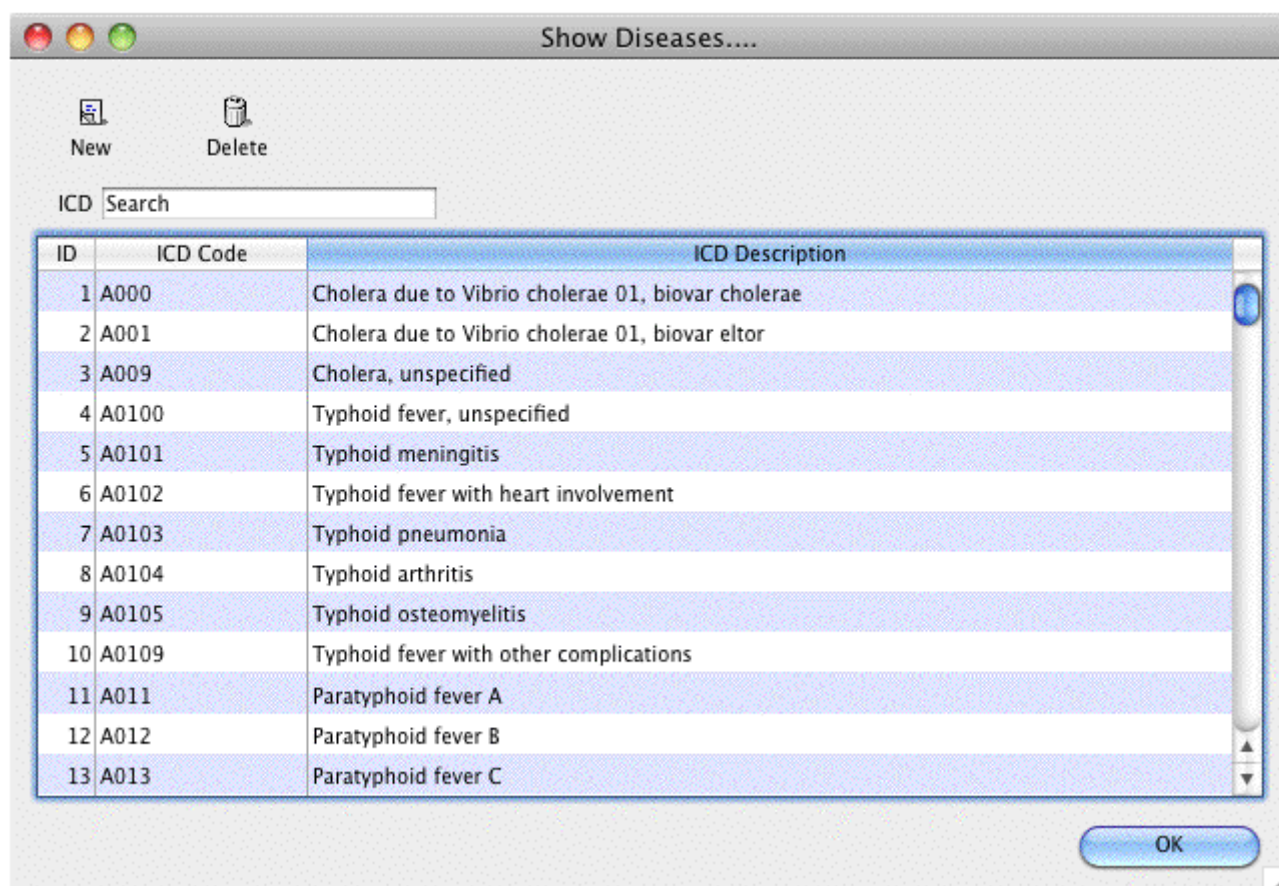 Show Diseases....
New Delete
ICD Search
ID ICD Code ICD Description
1 A000 Cholera due to Vibrio cholerae 01, biovar cholerae
2 A001 Cholera due to Vibrio cholerae 01, biovar eltor
3 A009 Cholera, unspecified
4 A0100 Typhoid fever, unspecified
5 A0101 Typhoid meningitis
6 A0102 Typhoid fever with heart involvement
7 A0103 Typhoid pneumonia
8 A0104 Typhoid arthritis
9 A0105 Typhoid osteomyelitis
10 A0109 Typhoid fever with other complications
11 A011 Paratyphoid fever A
12 A012 Paratyphoid fever B
13 A013 Paratyphoid fever C
OK